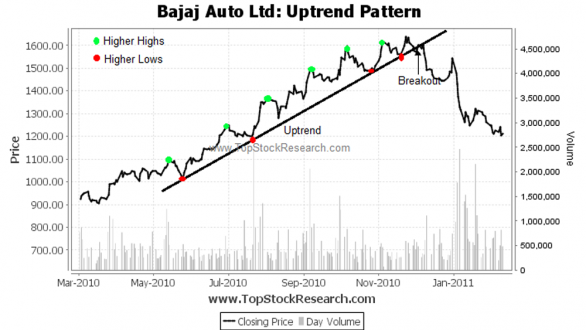 Bajaj Auto Ltd: Uptrend Pattern
Higher Highs
Higher Lows
Breakout
Uptrend
www.TopStockResearch.com
Price
1600.00
1500.00
1400.00
1300.00
1200.00
1100.00
1000.00
900.00
800.00
700.00
4,500,000
4,000,000
3,500,000
3,000,000
2,500,000
2,000,000
1,500,000
1,000,000
500,000
0
Volume
Mar-2010 May-2010 Jul-2010 Sep-2010 Nov-2010 Jan-2011
www.TopStockResearch.com
Closing Price Day Volume